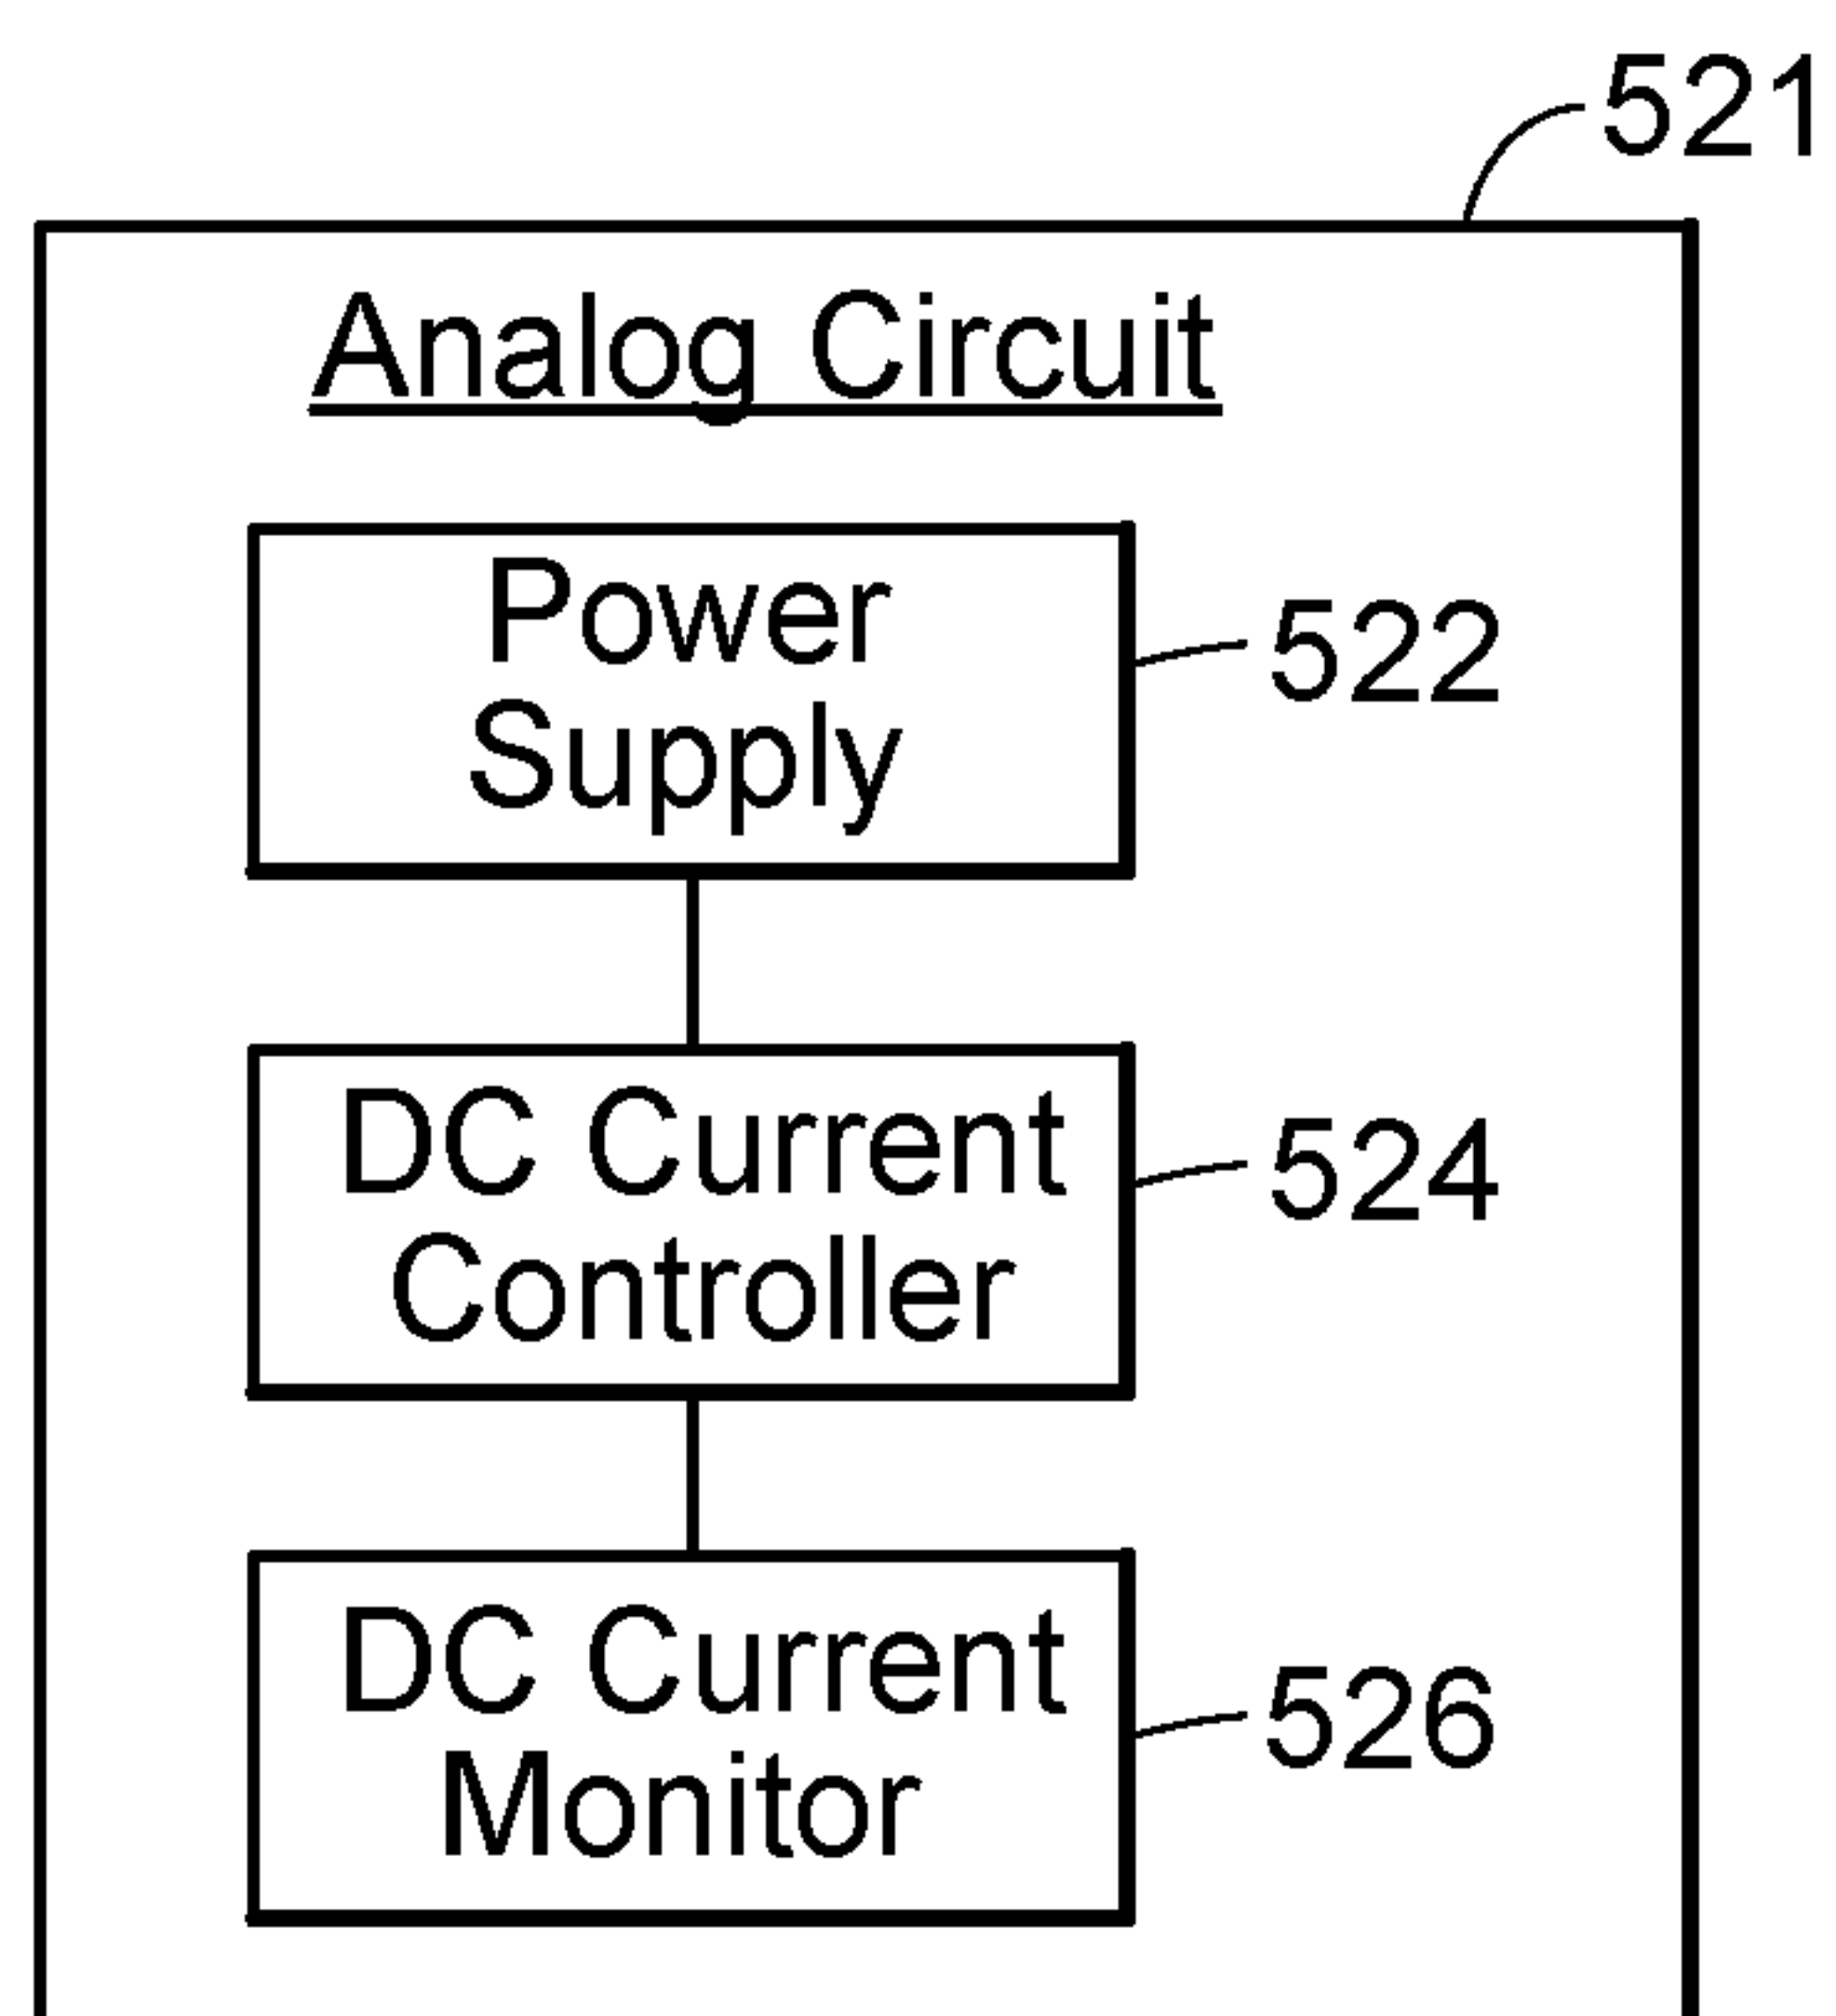 521
Analog Circuit
Power
Supply
522
DC Current
Controller
524
DC Current
Monitor
526